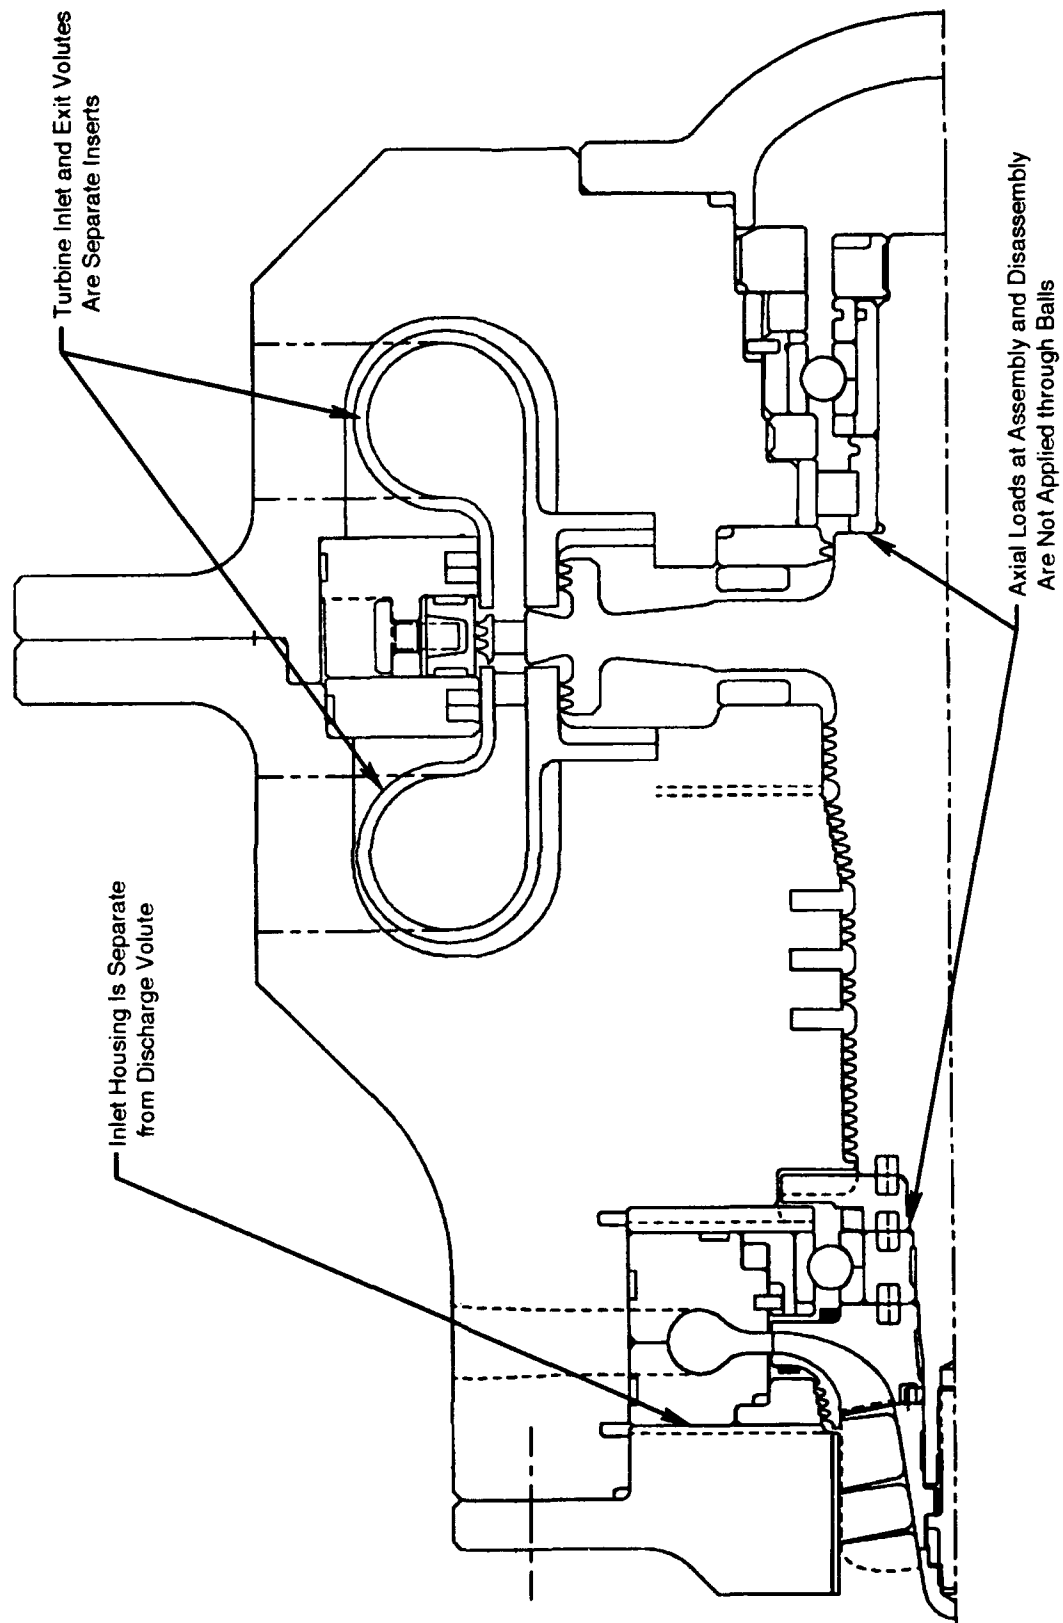 Turbine Inlet and Exit Volutes
Are Separate Inserts
Inlet Housing Is Separate
from Discharge Volute
Axial Loads at Assembly and Disassembly
Are Not Applied through Balls